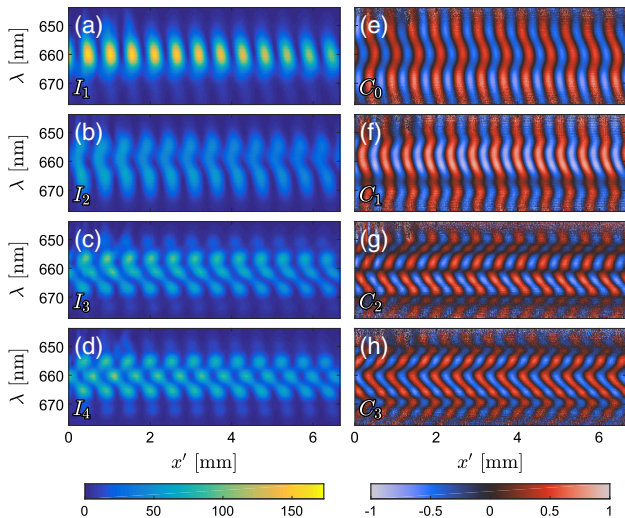 (a) (e)
650
λ [nm] 660
670
I₁ C₀
(b) (f)
650
λ [nm] 660
670
I₂ C₁
(c) (g)
650
λ [nm] 660
670
I₃ C₂
(d) (h)
650
λ [nm] 660
670
I₄ C₃
0 2 4 6 0 2 4 6
x′ [mm] x′ [mm]
0 50 100 150 -1 -0.5 0 0.5 1